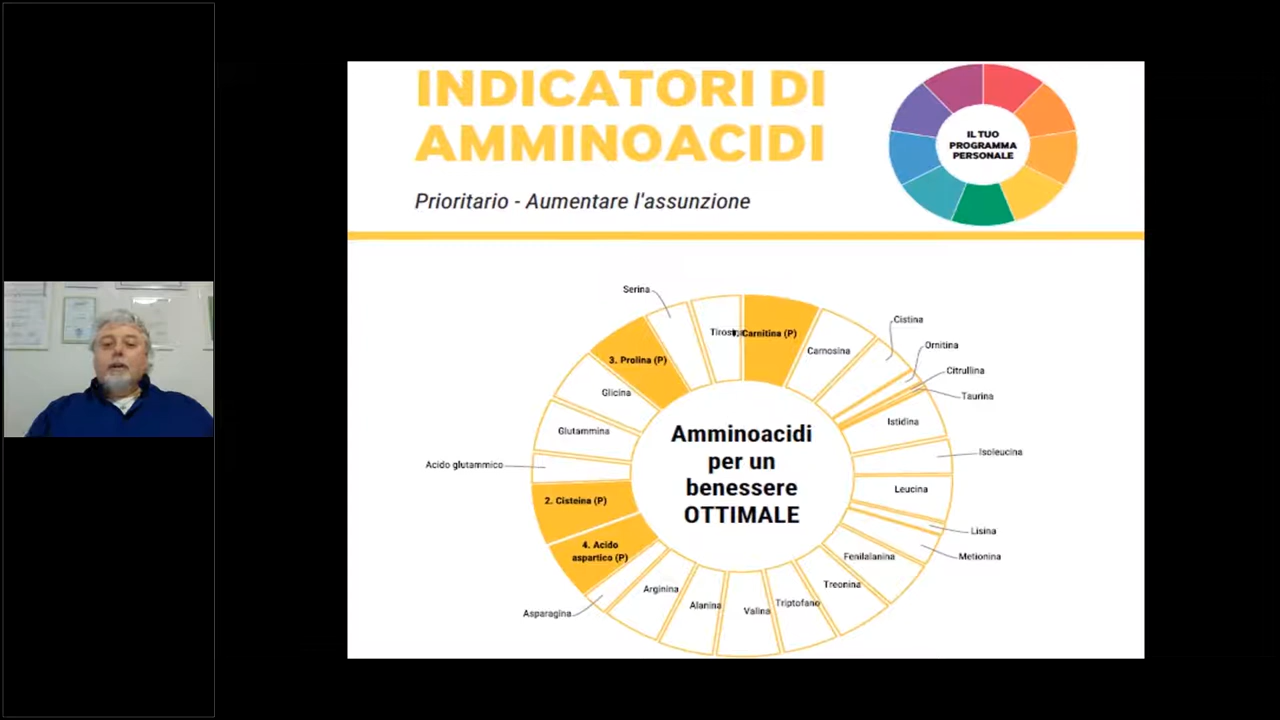 INDICATORI DI
AMMINOACIDI
Prioritario - Aumentare l'assunzione
IL TUO
PROGRAMMA
PERSONALE
Serina
Tirosina
1. Carnitina (P)
Carnosina
Cistina
Ornitina
Citrullina
Taurina
Istidina
Isoleucina
Leucina
Lisina
Metionina
Fenilalanina
Treonina
Triptofano
Valina
Alanina
Arginina
Asparagina
4. Acido
aspartico (P)
2. Cisteina (P)
Acido glutammico
Glutammina
Glicina
3. Prolina (P)
Amminoacidi
per un
benessere
OTTIMALE